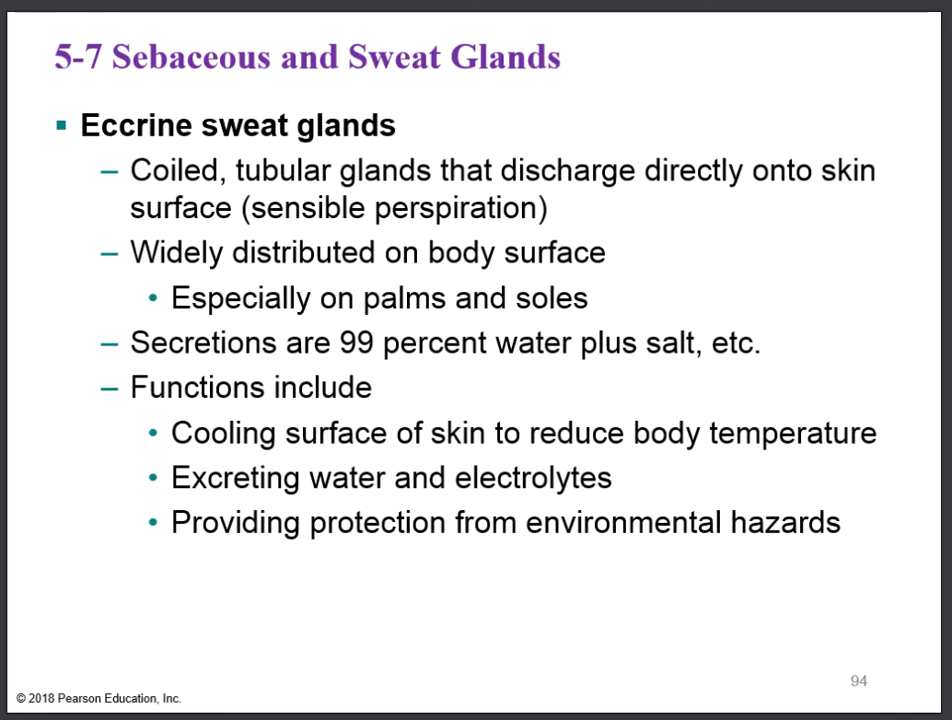 5-7 Sebaceous and Sweat Glands
▪ Eccrine sweat glands
– Coiled, tubular glands that discharge directly onto skin
surface (sensible perspiration)
– Widely distributed on body surface
• Especially on palms and soles
– Secretions are 99 percent water plus salt, etc.
– Functions include
• Cooling surface of skin to reduce body temperature
• Excreting water and electrolytes
• Providing protection from environmental hazards
94
© 2018 Pearson Education, Inc.